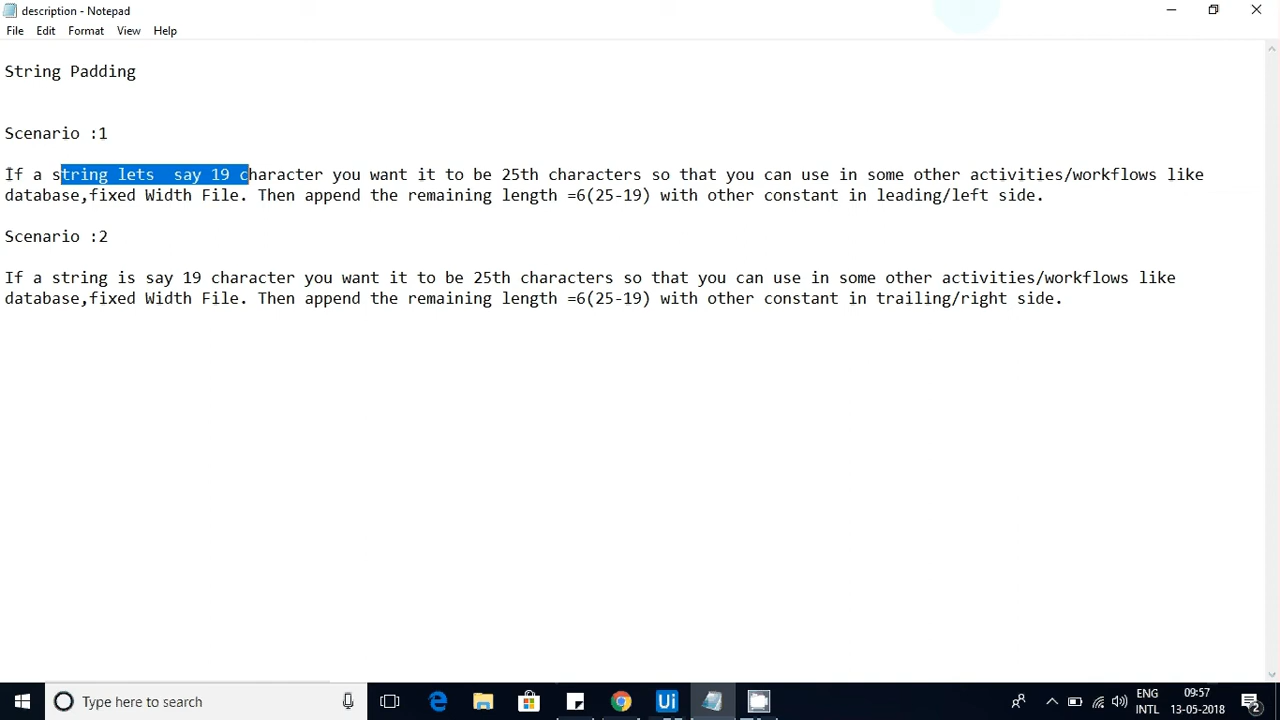 description - Notepad
File Edit Format View Help
String Padding
Scenario :1
If a string lets  say 19 character you want it to be 25th characters so that you can use in some other activities/workflows like
database,fixed Width File. Then append the remaining length =6(25-19) with other constant in leading/left side.
Scenario :2
If a string is say 19 character you want it to be 25th characters so that you can use in some other activities/workflows like
database,fixed Width File. Then append the remaining length =6(25-19) with other constant in trailing/right side.
Type here to search
Ui
ENG
INTL
09:57
13-05-2018
2